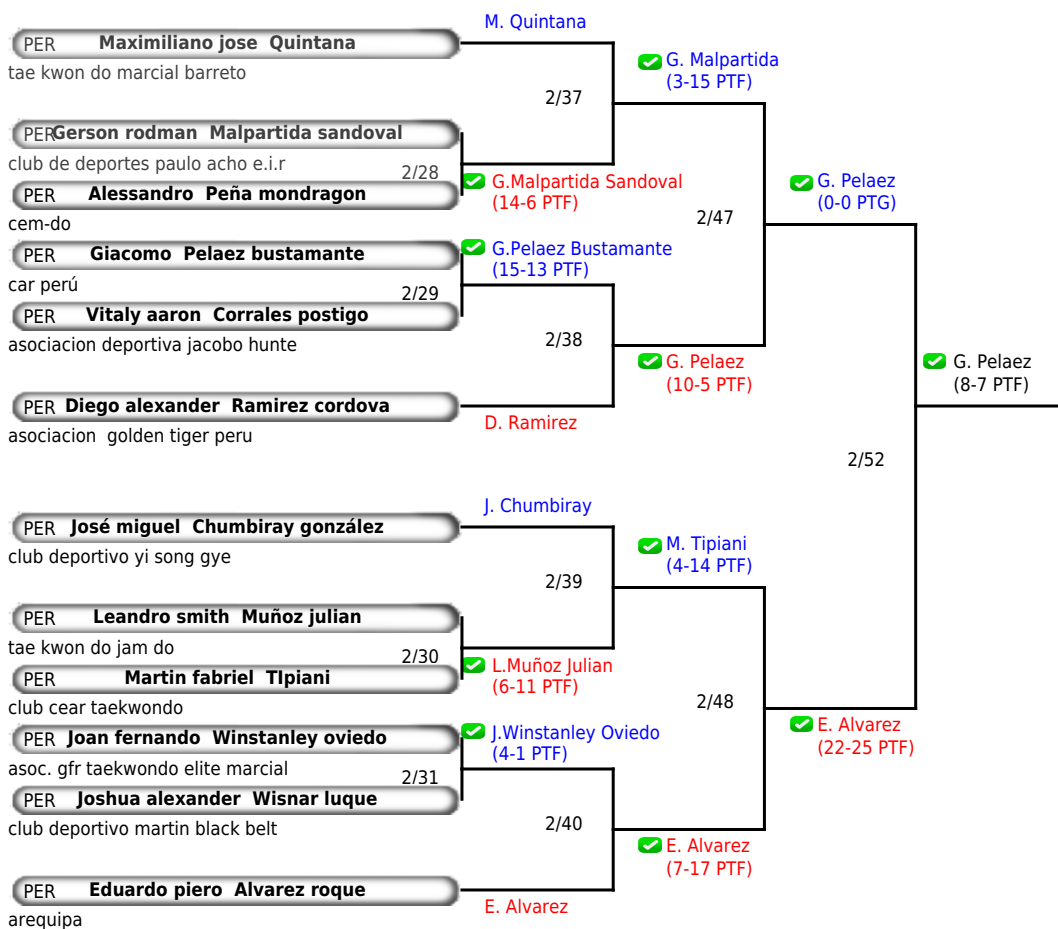 M. Quintana
PER Maximiliano jose Quintana
tae kwon do marcial barreto
G. Malpartida
(3-15 PTF)
2/37
PER Gerson rodman Malpartida sandoval
club de deportes paulo acho e.i.r
2/28
G.Malpartida Sandoval
(14-6 PTF)
PER Alessandro Peña mondragon
cem-do
G. Pelaez
(0-0 PTG)
2/47
PER Giacomo Pelaez bustamante
car perú
G.Pelaez Bustamante
(15-13 PTF)
2/29
PER Vitaly aaron Corrales postigo
asociacion deportiva jacobo hunte
2/38
G. Pelaez
(10-5 PTF)
G. Pelaez
(8-7 PTF)
PER Diego alexander Ramirez cordova
asociacion golden tiger peru
D. Ramirez
2/52
J. Chumbiray
PER José miguel Chumbiray gonzález
club deportivo yi song gye
M. Tipiani
(4-14 PTF)
2/39
PER Leandro smith Muñoz julian
tae kwon do jam do
2/30
L.Muñoz Julian
(6-11 PTF)
PER Martin fabriel TIpiani
club cear taekwondo
2/48
E. Alvarez
(22-25 PTF)
PER Joan fernando Winstanley oviedo
asoc. gfr taekwondo elite marcial
J.Winstanley Oviedo
(4-1 PTF)
2/31
PER Joshua alexander Wisnar luque
club deportivo martin black belt
2/40
E. Alvarez
(7-17 PTF)
PER Eduardo piero Alvarez roque
arequipa
E. Alvarez